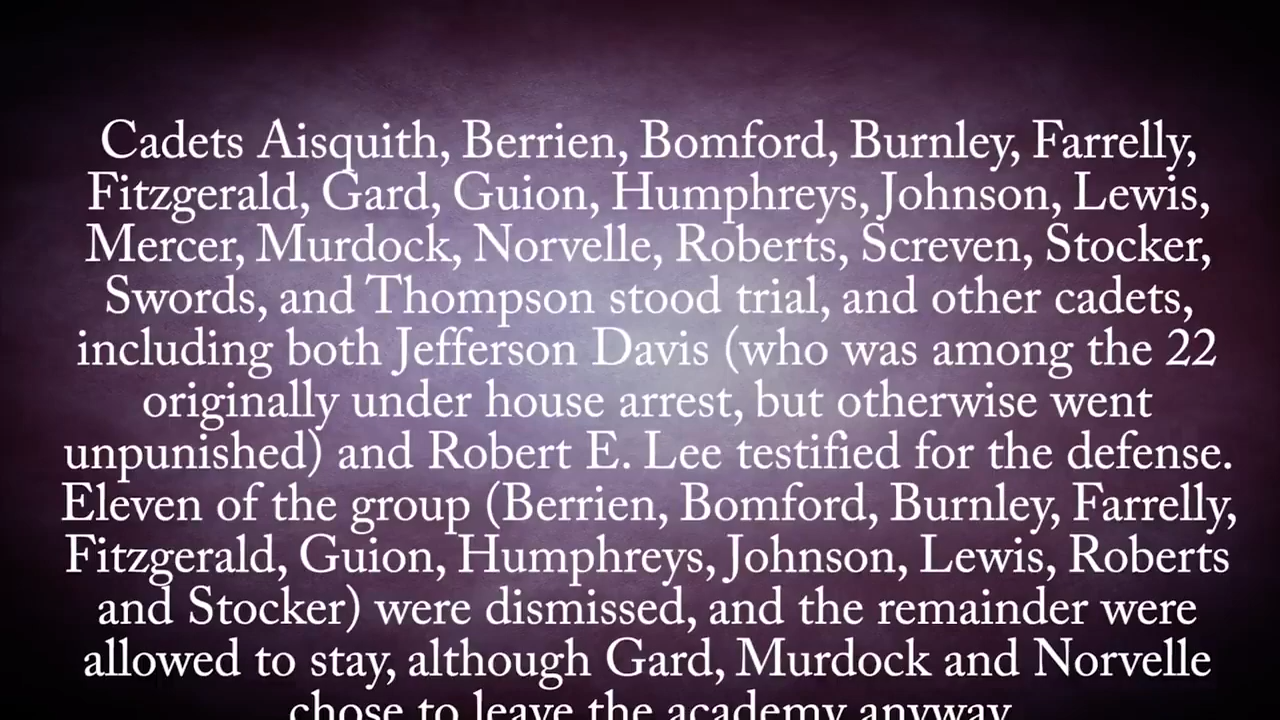 Cadets Aisquith, Berrien, Bomford, Burnley, Farrelly,
Fitzgerald, Gard, Guion, Humphreys, Johnson, Lewis,
Mercer, Murdock, Norvelle, Roberts, Screven, Stocker,
Swords, and Thompson stood trial, and other cadets,
including both Jefferson Davis (who was among the 22
originally under house arrest, but otherwise went
unpunished) and Robert E. Lee testified for the defense.
Eleven of the group (Berrien, Bomford, Burnley, Farrelly,
Fitzgerald, Guion, Humphreys, Johnson, Lewis, Roberts
and Stocker) were dismissed, and the remainder were
allowed to stay, although Gard, Murdock and Norvelle
chose to leave the academy anyway.